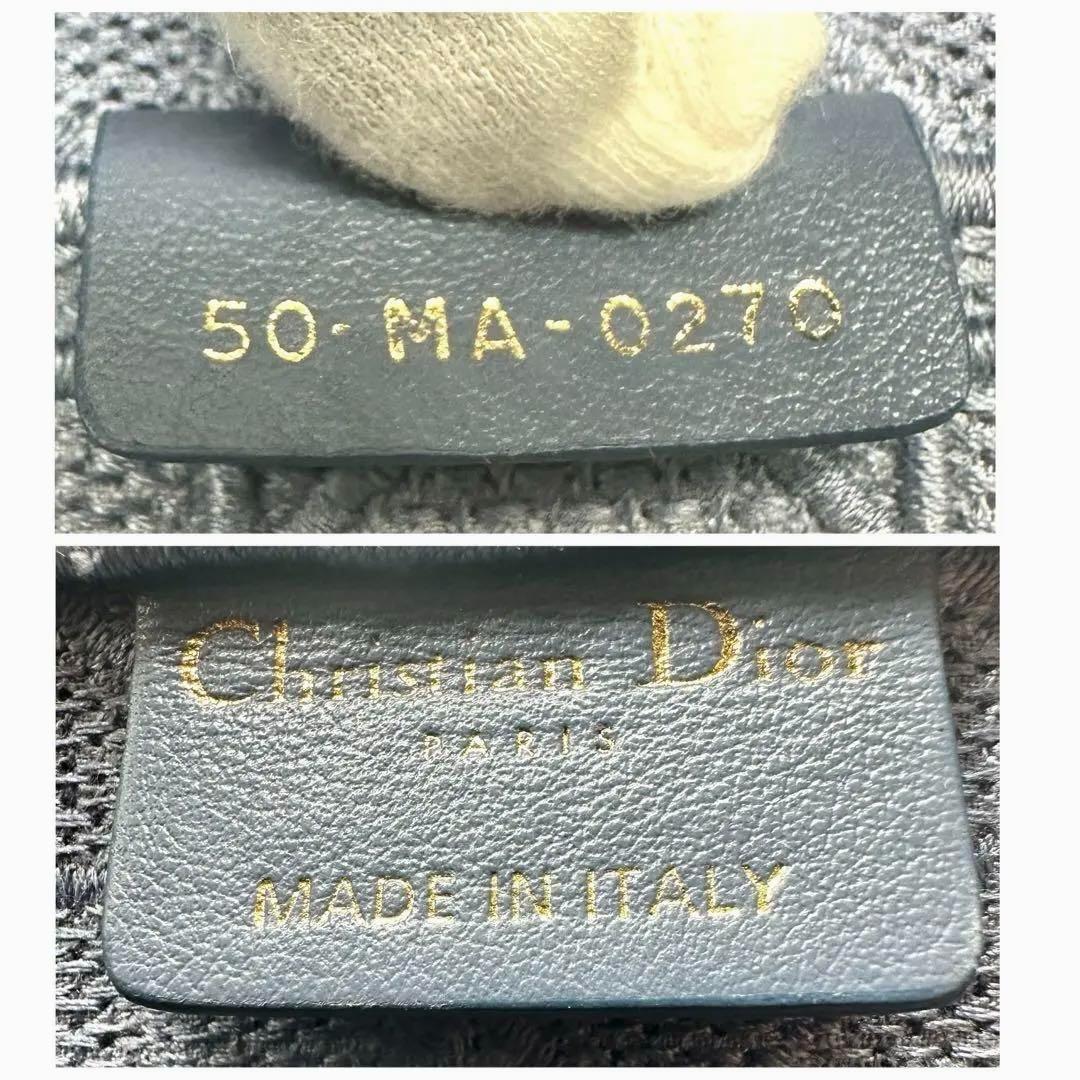 50-MA-0270
Christian Dior
PARIS
MADE IN ITALY